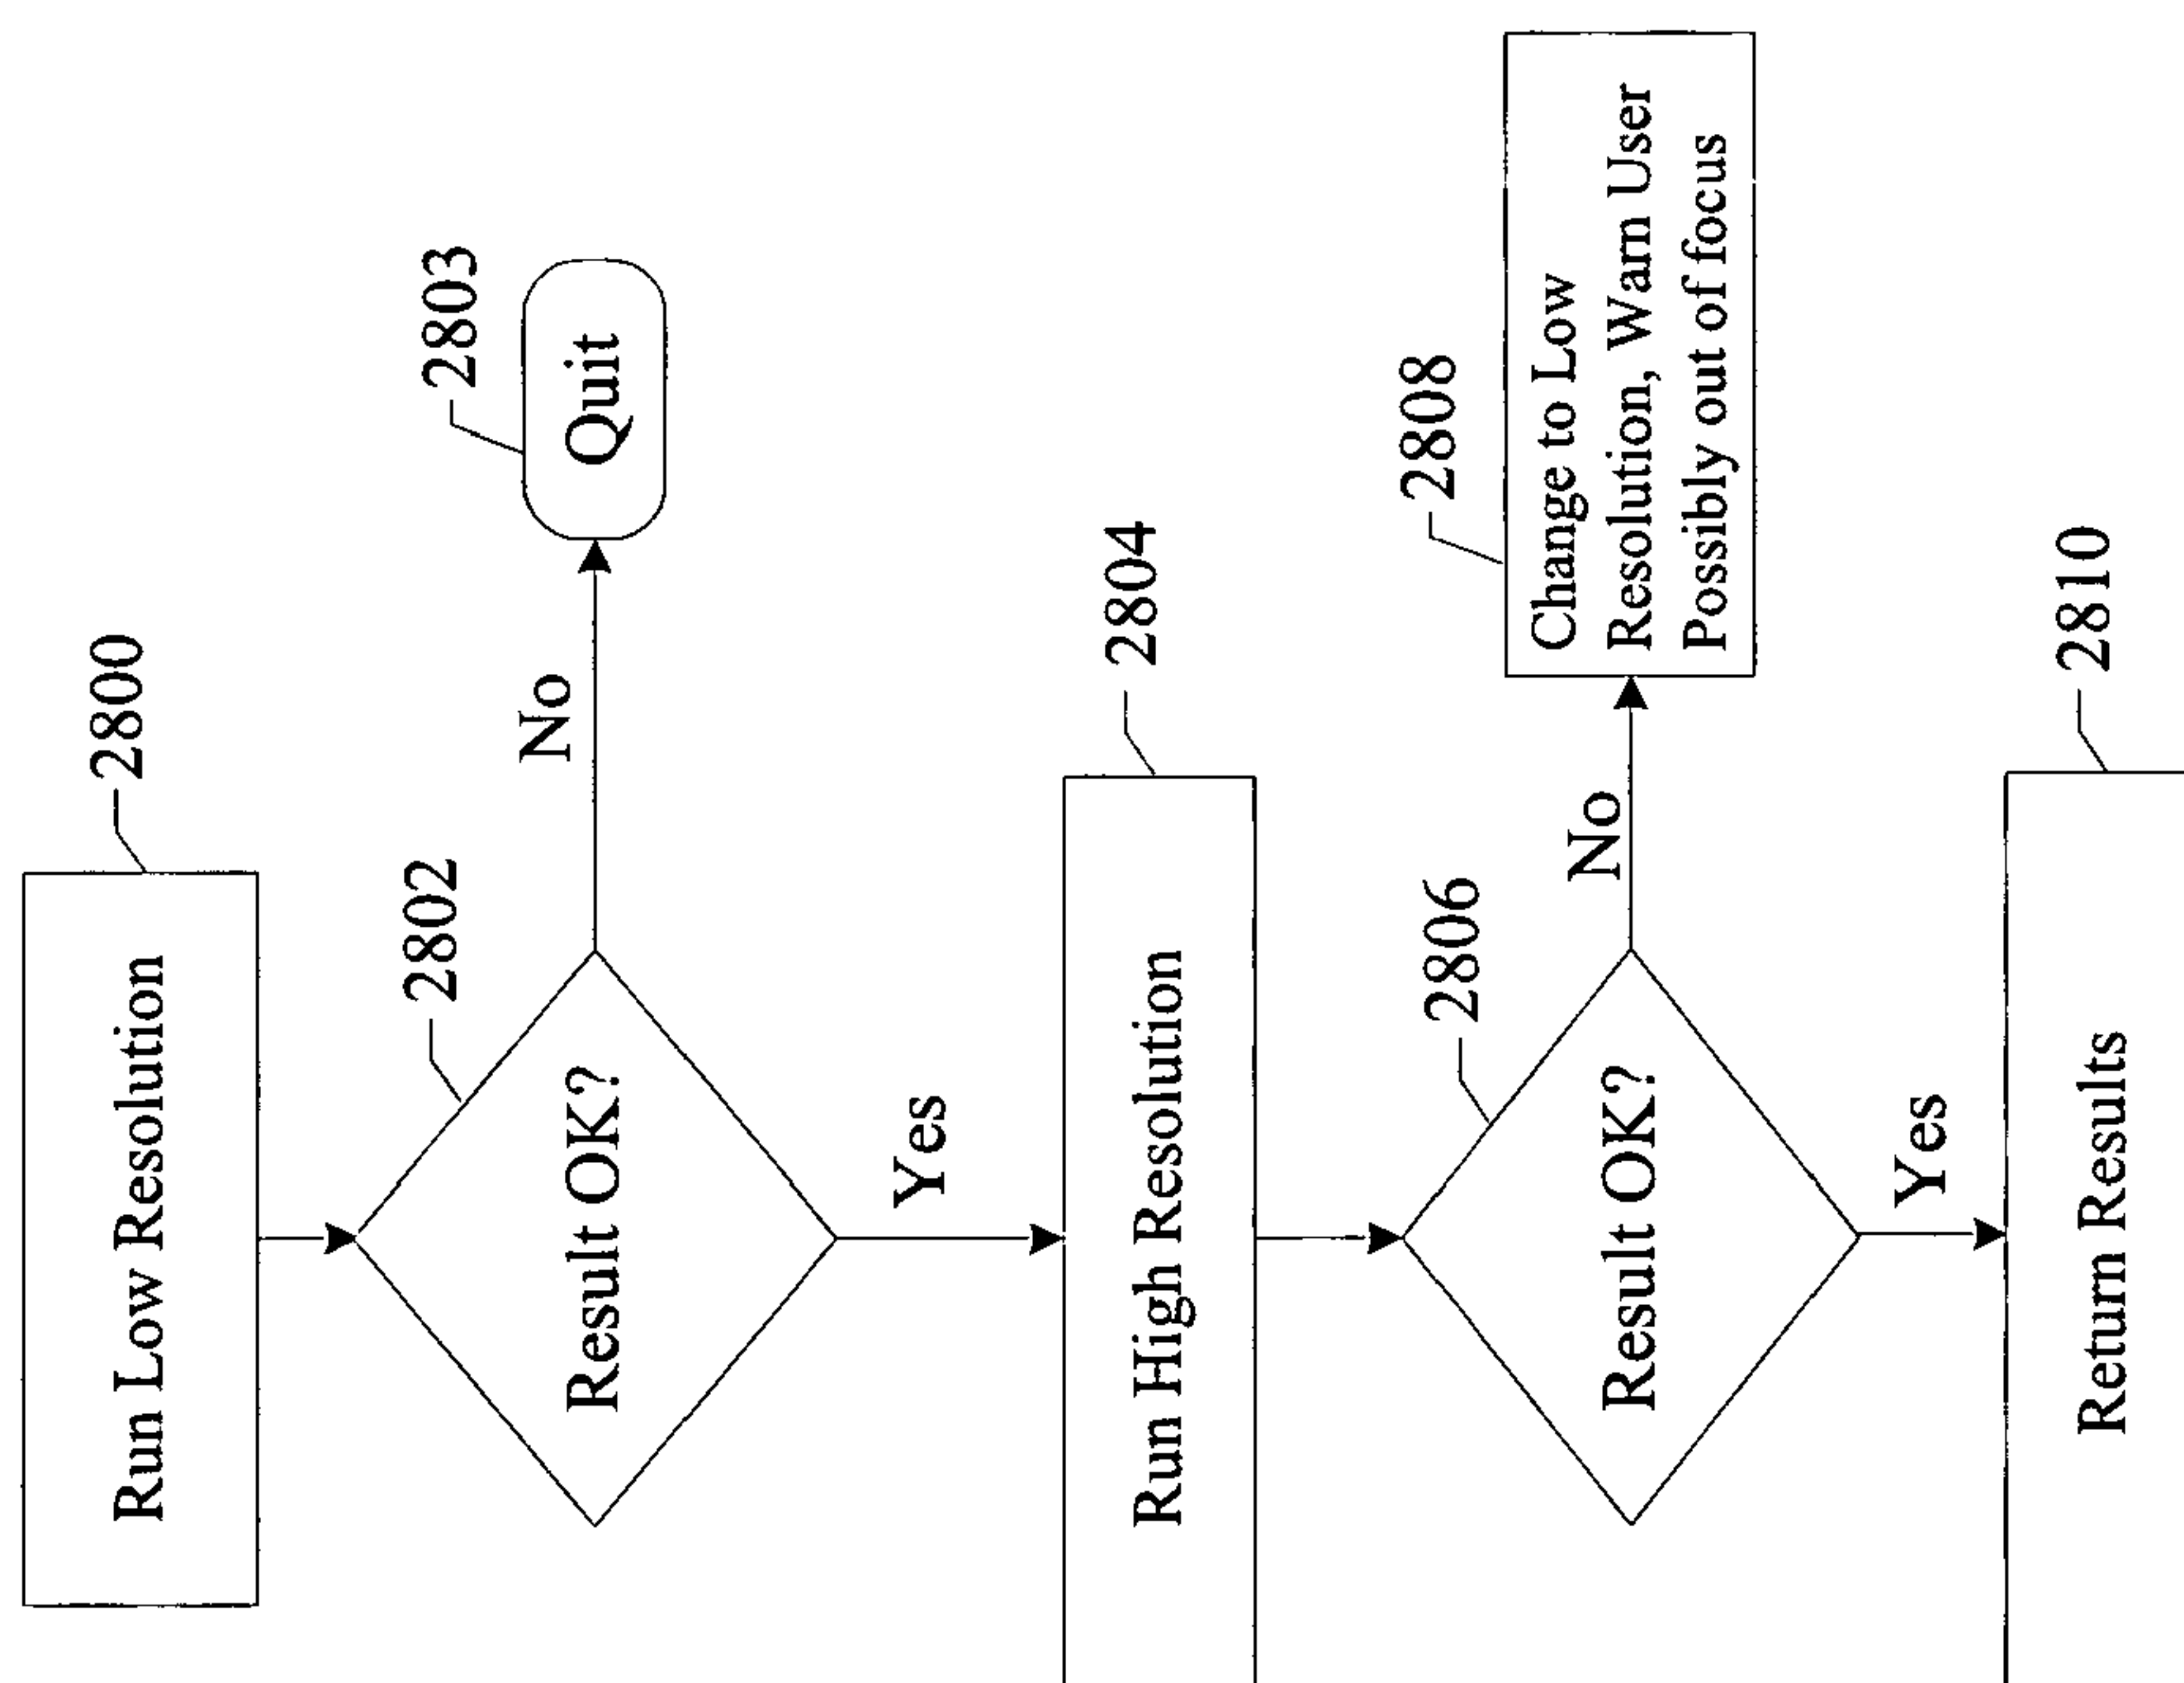 2800
Run Low Resolution
2802
Result OK?
No
2803
Quit
Yes
2804
Run High Resolution
2806
Result OK?
No
2808
Change to Low
Resolution, Warn User
Possibly out of focus
Yes
2810
Return Results